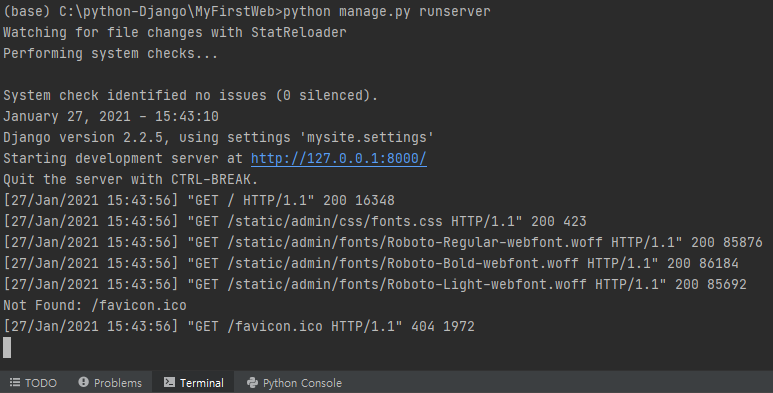 (base) C:\python-Django\MyFirstWeb>python manage.py runserver
Watching for file changes with StatReloader
Performing system checks...
System check identified no issues (0 silenced).
January 27, 2021 - 15:43:10
Django version 2.2.5, using settings 'mysite.settings'
Starting development server at http://127.0.0.1:8000/
Quit the server with CTRL-BREAK.
[27/Jan/2021 15:43:56] "GET / HTTP/1.1" 200 16348
[27/Jan/2021 15:43:56] "GET /static/admin/css/fonts.css HTTP/1.1" 200 423
[27/Jan/2021 15:43:56] "GET /static/admin/fonts/Roboto-Regular-webfont.woff HTTP/1.1" 200 85876
[27/Jan/2021 15:43:56] "GET /static/admin/fonts/Roboto-Bold-webfont.woff HTTP/1.1" 200 86184
[27/Jan/2021 15:43:56] "GET /static/admin/fonts/Roboto-Light-webfont.woff HTTP/1.1" 200 85692
Not Found: /favicon.ico
[27/Jan/2021 15:43:56] "GET /favicon.ico HTTP/1.1" 404 1972
TODO Problems Terminal Python Console